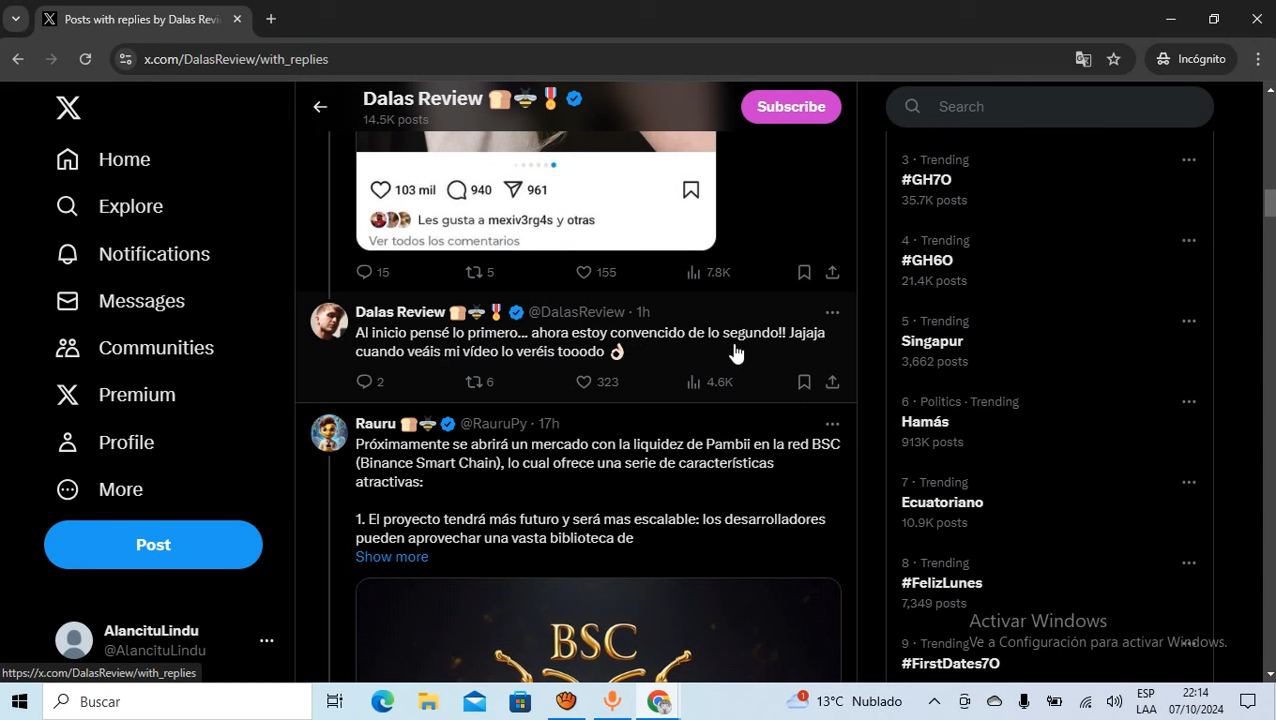 Posts with replies by Dalas Revi
x.com/DalasReview/with_replies
Incógnito
Dalas Review
14.5K posts
Subscribe
Search
Home
Explore
Notifications
Messages
Communities
Premium
Profile
More
Post
AlancituLindu
@AlancituLindu
103 mil
940
961
Les gusta a mexiv3rg4s y otras
Ver todos los comentarios
15
5
155
7.8K
Dalas Review @DalasReview · 1h
Al inicio pensé lo primero... ahora estoy convencido de lo segundo!! Jajaja
cuando veáis mi vídeo lo veréis tooodo
2
6
323
4.6K
Rauru @RauruPy · 17h
Próximamente se abrirá un mercado con la liquidez de Pambii en la red BSC
(Binance Smart Chain), lo cual ofrece una serie de características
atractivas:
1. El proyecto tendrá más futuro y será mas escalable: los desarrolladores
pueden aprovechar una vasta biblioteca de
Show more
BSC
3 · Trending
#GH7O
35.7K posts
4 · Trending
#GH6O
21.4K posts
5 · Trending
Singapur
3,662 posts
6 · Politics · Trending
Hamás
913K posts
7 · Trending
Ecuatoriano
10.9K posts
8 · Trending
#FelizLunes
7,349 posts
9 · Trending
#FirstDates7O
Activar Windows
Ve a Configuración para activar Windows.
https://x.com/DalasReview/with_replies
Buscar
1
13°C Nublado
ESP
LAA
22:14
07/10/2024